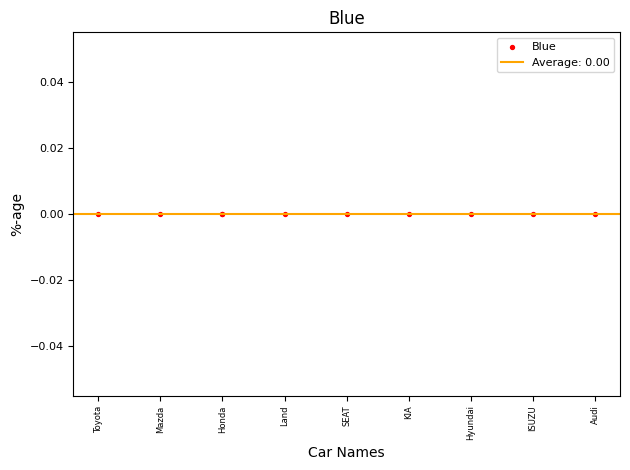 Blue
Blue
Average: 0.00
%-age
0.04
0.02
0.00
−0.02
−0.04
Toyota
Mazda
Honda
Land
SEAT
KIA
Hyundai
ISUZU
Audi
Car Names